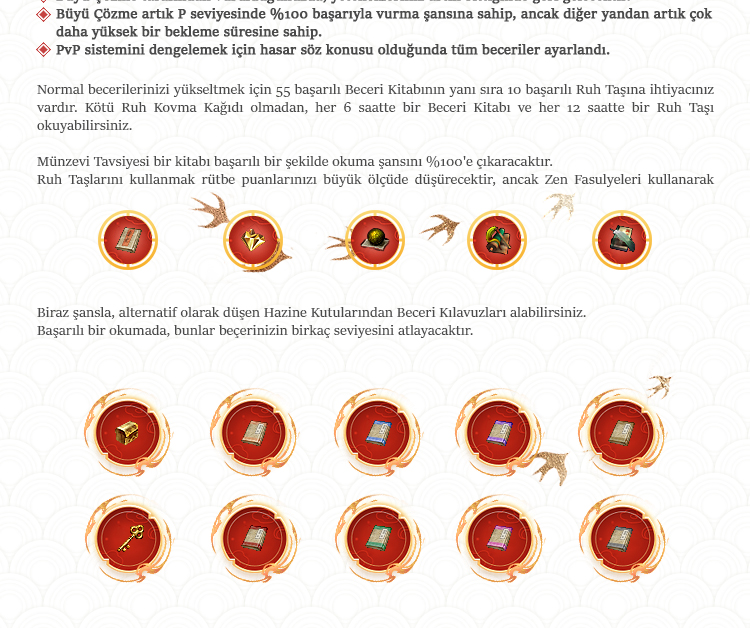 Büyü Çözme artık P seviyesinde %100 başarıyla vurma şansına sahip, ancak diğer yandan artık çok
daha yüksek bir bekleme süresine sahip.
PvP sistemini dengelemek için hasar söz konusu olduğunda tüm beceriler ayarlandı.
Normal becerilerinizi yükseltmek için 55 başarılı Beceri Kitabının yanı sıra 10 başarılı Ruh Taşına ihtiyacınız
vardır. Kötü Ruh Kovma Kağıdı olmadan, her 6 saatte bir Beceri Kitabı ve her 12 saatte bir Ruh Taşı
okuyabilirsiniz.
Münzevi Tavsiyesi bir kitabı başarılı bir şekilde okuma şansını %100'e çıkaracaktır.
Ruh Taşlarını kullanmak rütbe puanlarınızı büyük ölçüde düşürecektir, ancak Zen Fasulyeleri kullanarak
Biraz şansla, alternatif olarak düşen Hazine Kutularından Beceri Kılavuzları alabilirsiniz.
Başarılı bir okumada, bunlar beçerinizin birkaç seviyesini atlayacaktır.